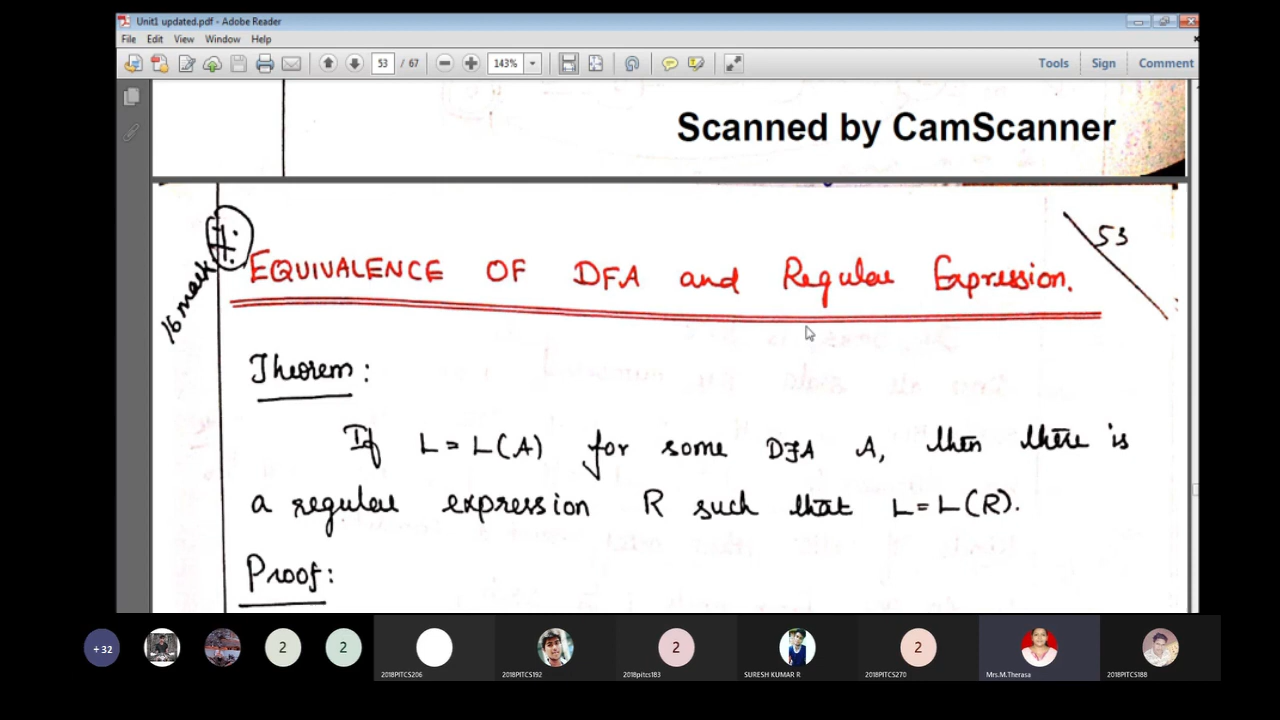 Unit1 updated.pdf - Adobe Reader
File Edit View Window Help
53 / 67 143% Tools Sign Comment
Scanned by CamScanner
53
16 mark
EQUIVALENCE OF DFA and Regular Expression.
Theorem:
If L = L(A) for some DFA A, then there is
a regular expression R such that L = L(R).
Proof:
+32 2 2 2 2
2018PITCS206 2018PITCS192 2018pitcs183 SURESH KUMAR R 2018PITCS270 Mrs.M.Therasa 2018PITCS188